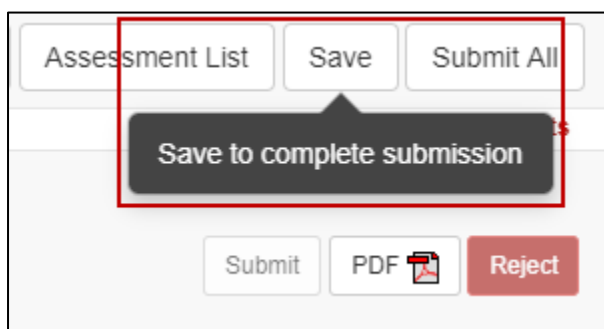 Assessment List Save Submit All
Save to complete submission
Submit PDF Reject